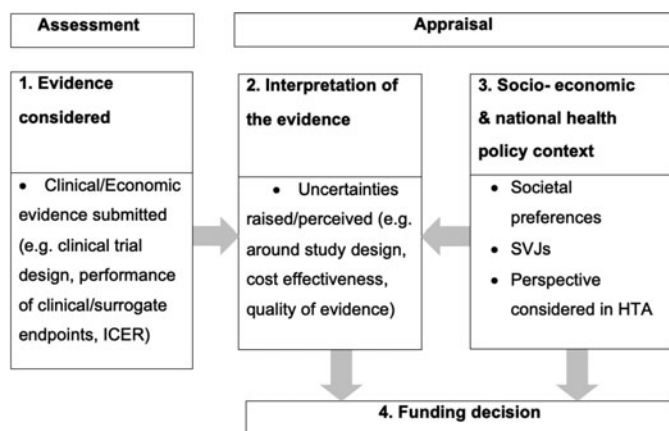 Assessment
Appraisal
1. Evidence
considered
• Clinical/Economic
evidence submitted
(e.g. clinical trial
design, performance
of clinical/surrogate
endpoints, ICER)
2. Interpretation of
the evidence
• Uncertainties
raised/perceived (e.g.
around study design,
cost effectiveness,
quality of evidence)
3. Socio- economic
& national health
policy context
• Societal
preferences
• SVJs
• Perspective
considered in HTA
4. Funding decision